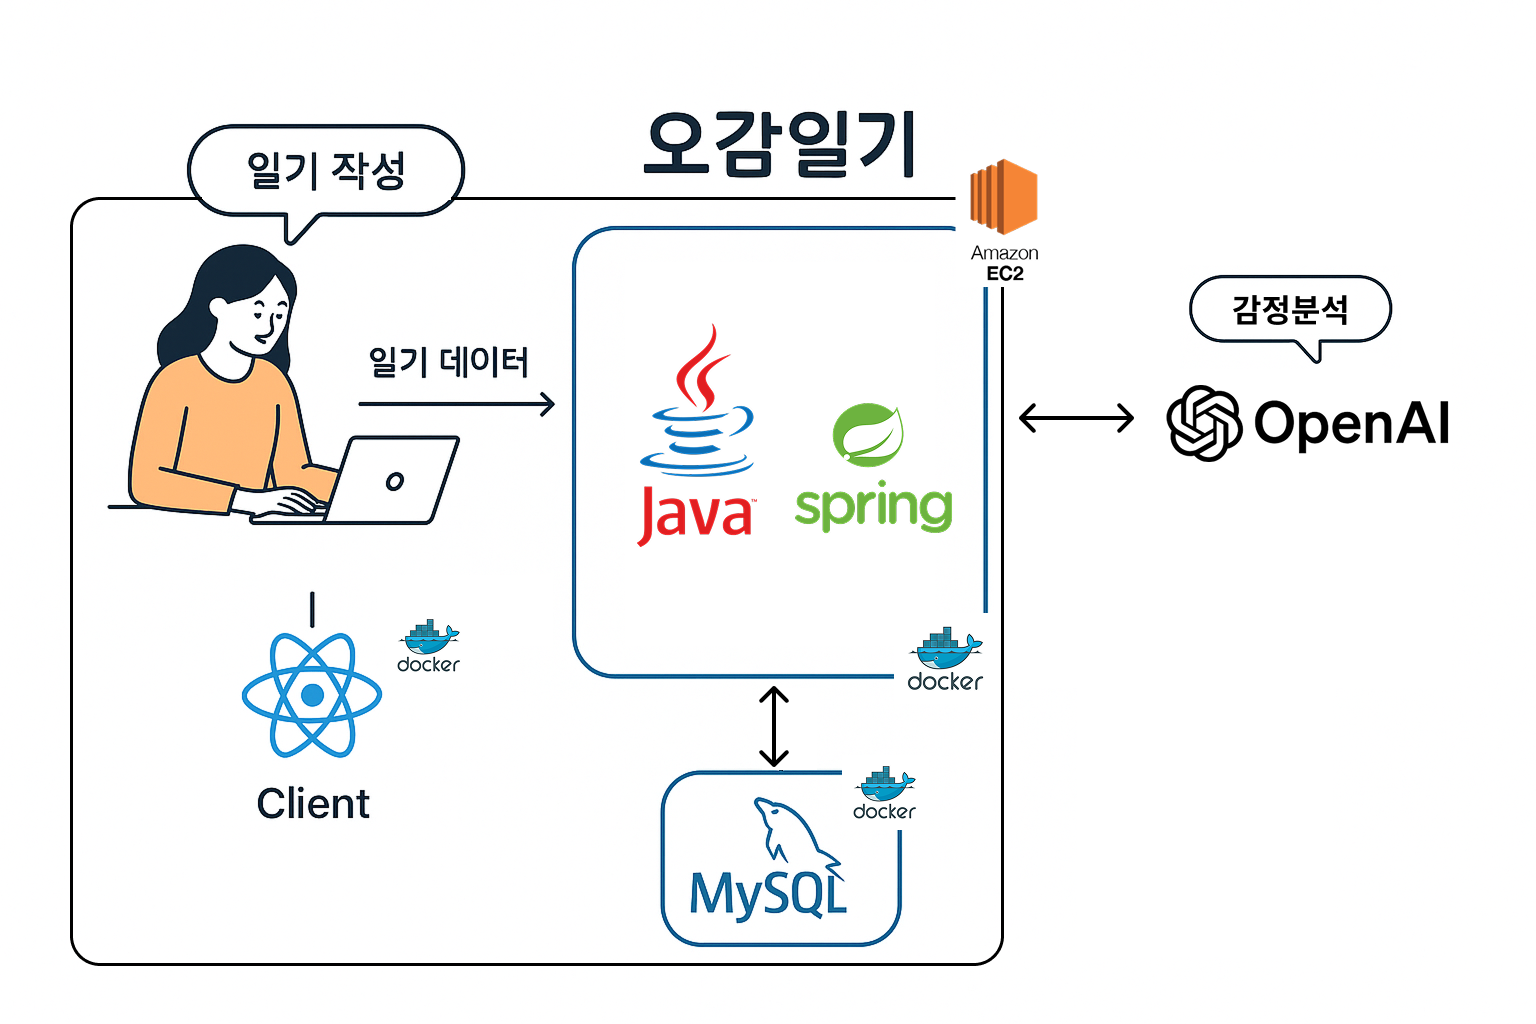 오감일기
일기 작성
Amazon
EC2
일기 데이터
감정분석
OpenAI
Java™
spring
docker
docker
Client
docker
MySQL